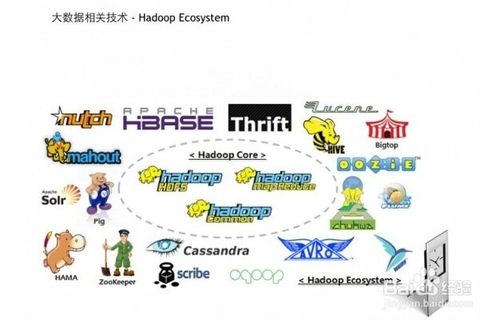 大数据相关技术 - Hadoop Ecosystem
nutch
APACHE
HBASE
Thrift
Lucene
HIVE
Bigtop
mahout
< Hadoop Core >
hadoop
HDFS
hadoop
MapReduce
hadoop
Common
OOZIE
Apache
Solr
Pig
chukwa
FLUME
HAMA
ZooKeeper
Cassandra
scribe
sqoop
AVRO
< Hadoop Ecosystem >
Baidu 经验
jingyan.baidu.com